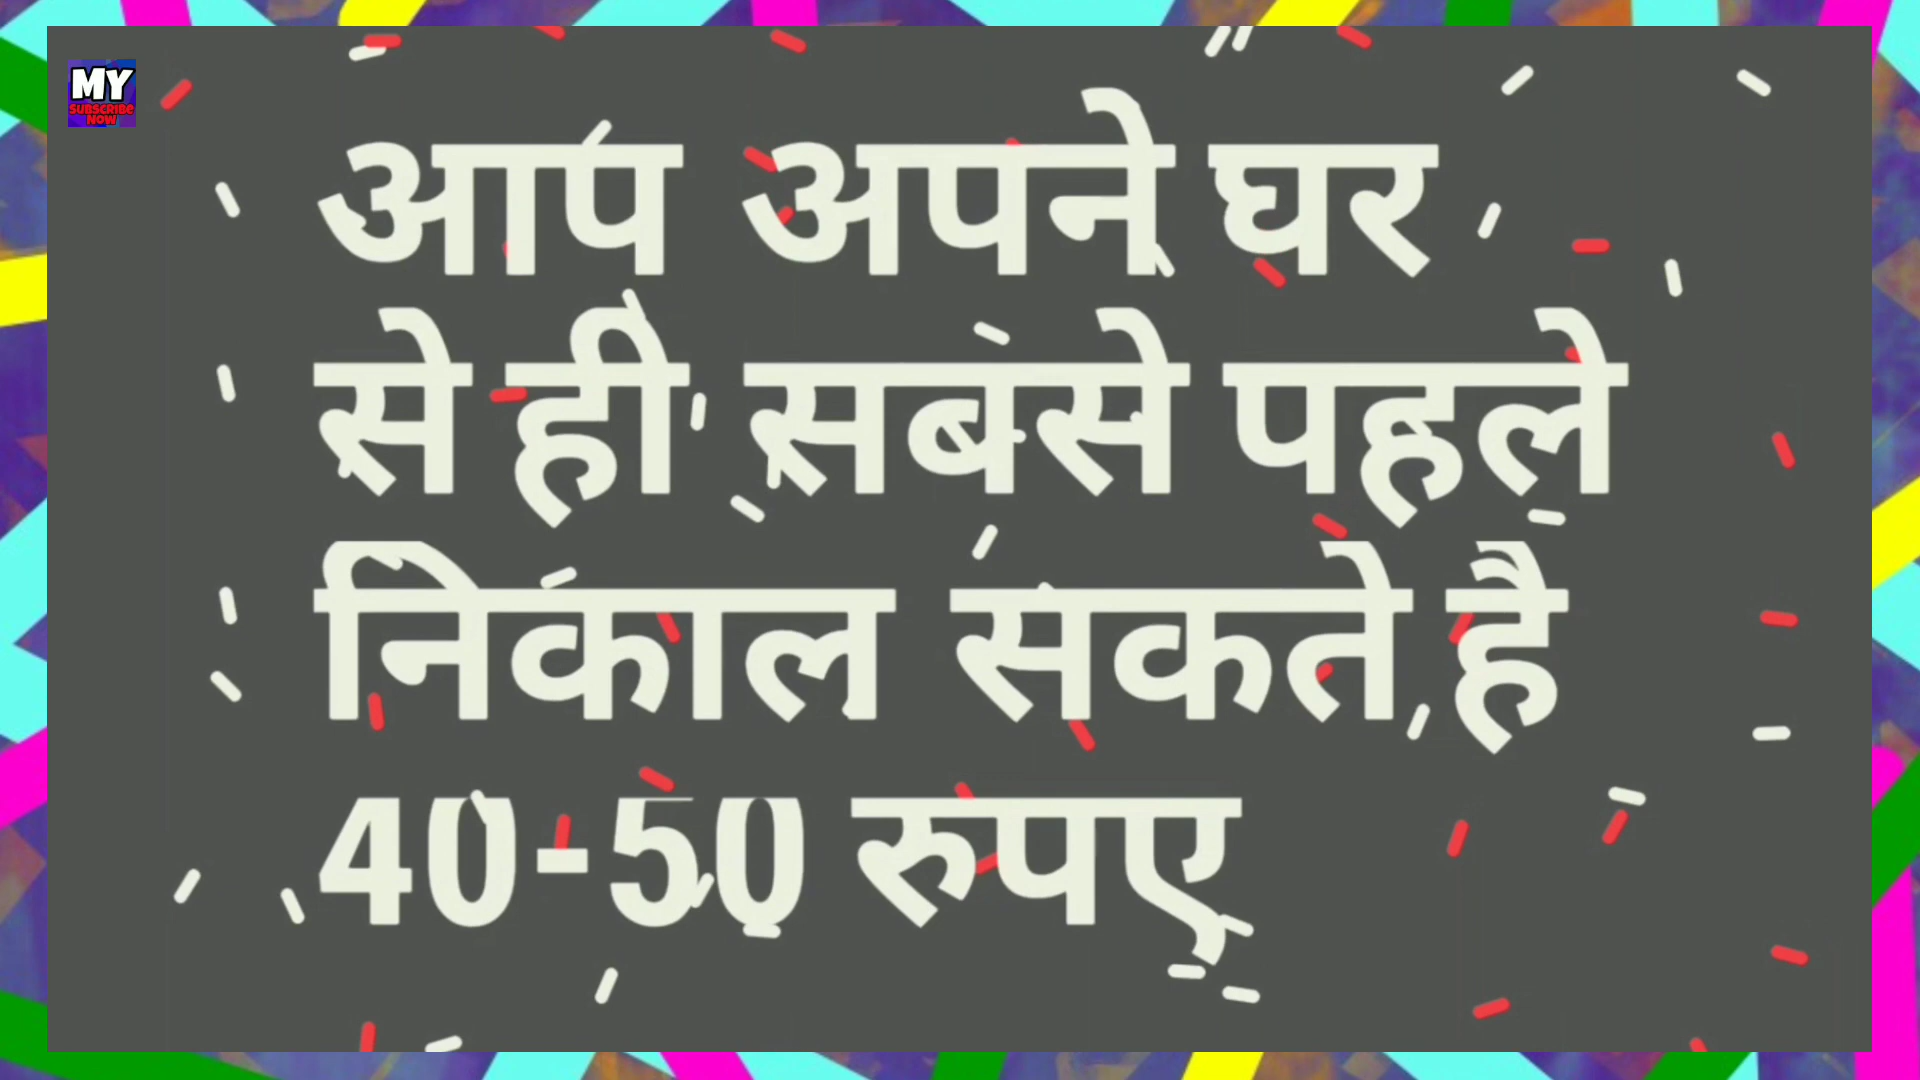 MY
SUBSCRIBE
NOW
आप अपने घर
से ही सबसे पहले
निकाल सकते है
40-50 रुपए